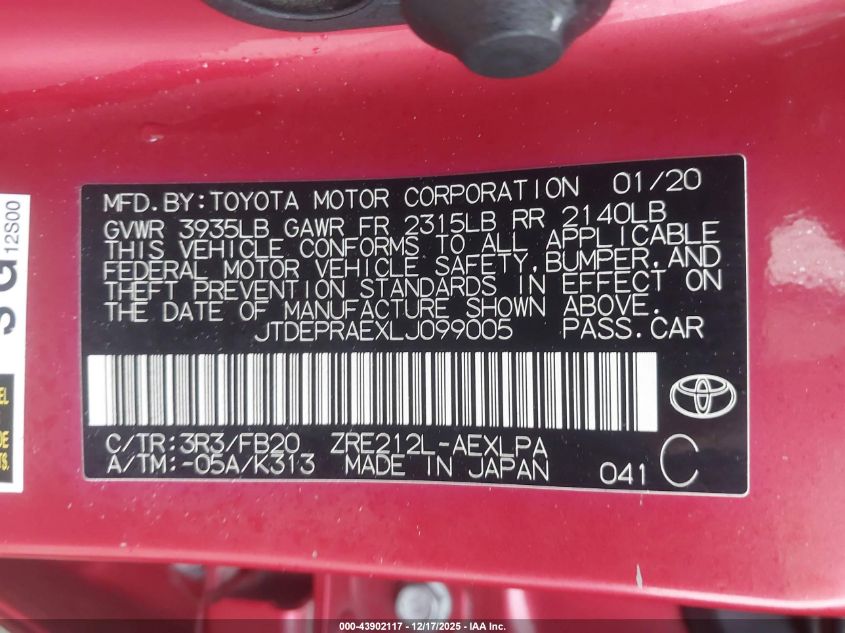 MFD. BY: TOYOTA MOTOR CORPORATION 01/20
GVWR 3935LB GAWR FR 2315LB RR 2140LB
THIS VEHICLE CONFORMS TO ALL APPLICABLE
FEDERAL MOTOR VEHICLE SAFETY, BUMPER, AND
THEFT PREVENTION STANDARDS IN EFFECT ON
THE DATE OF MANUFACTURE SHOWN ABOVE.
JTDEPRAEXLJ099005 PASS. CAR
C/TR: 3R3/FB20 ZRE212L-AEXLPA
A/TM: -05A/K313 MADE IN JAPAN 041 C
12S00
000-43902117 - 12/17/2025 - IAA Inc.